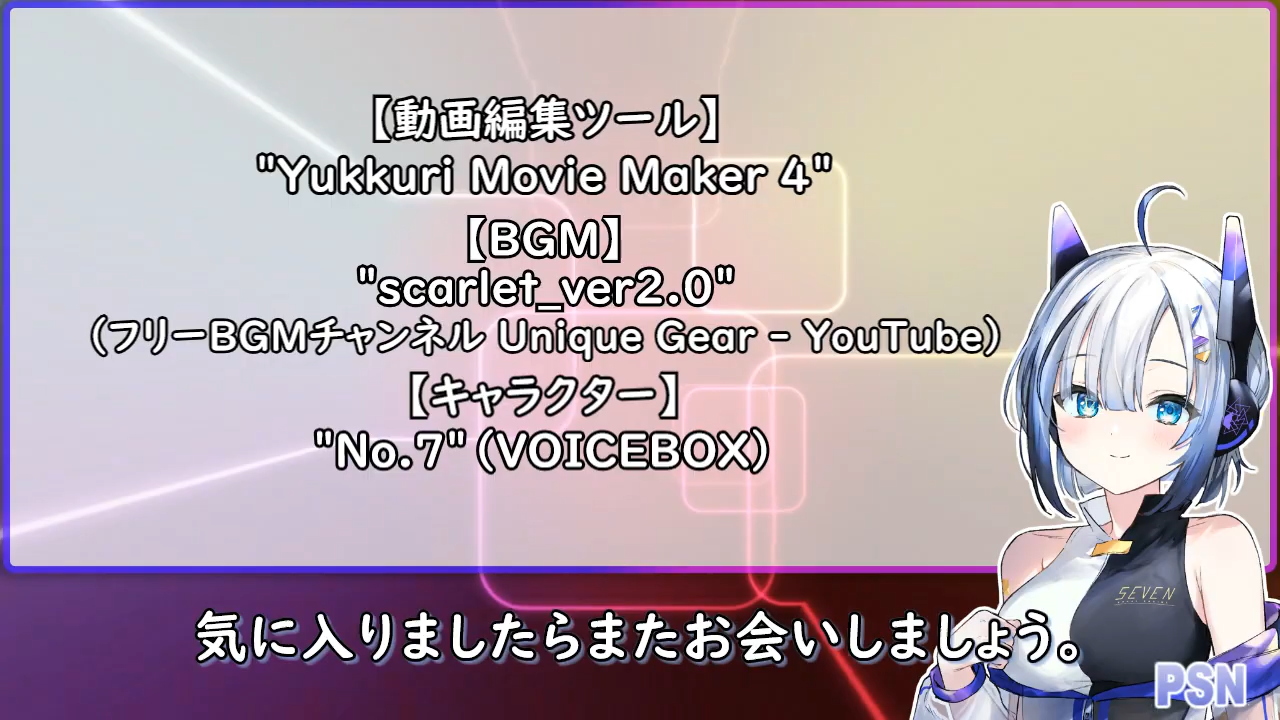 【動画編集ツール】
"Yukkuri Movie Maker 4"
【BGM】
"scarlet_ver2.0"
(フリーBGMチャンネル Unique Gear - YouTube)
【キャラクター】
"No.7" (VOICEBOX)
SEVEN
気に入りましたらまたお会いしましょう。
PSN